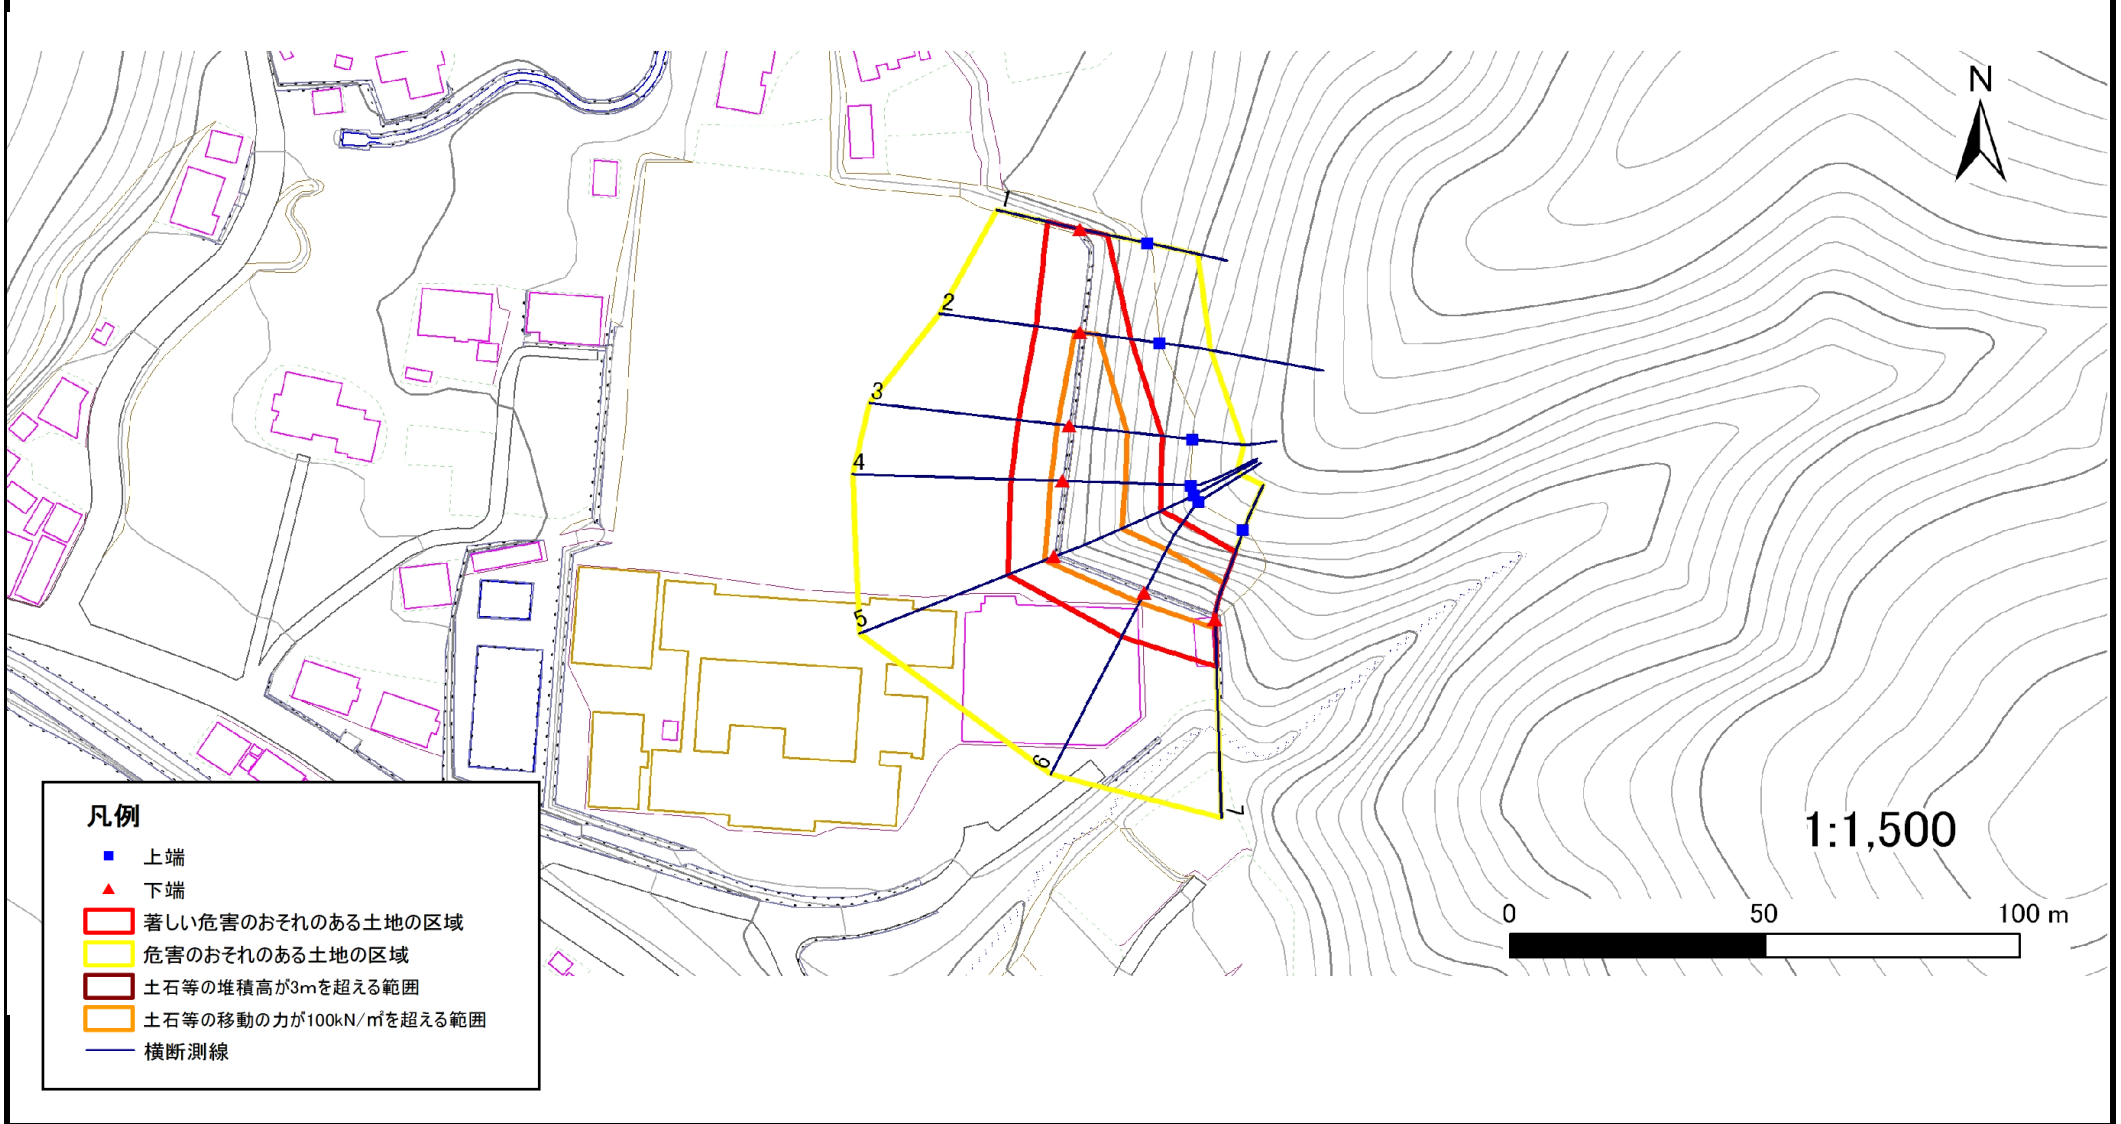 N
1
2
3
4
5
6
7
1:1,500
0 50 100 m
凡例
上端
下端
著しい危害のおそれのある土地の区域
危害のおそれのある土地の区域
土石等の堆積高が3mを超える範囲
土石等の移動の力が100kN/㎡を超える範囲
横断測線